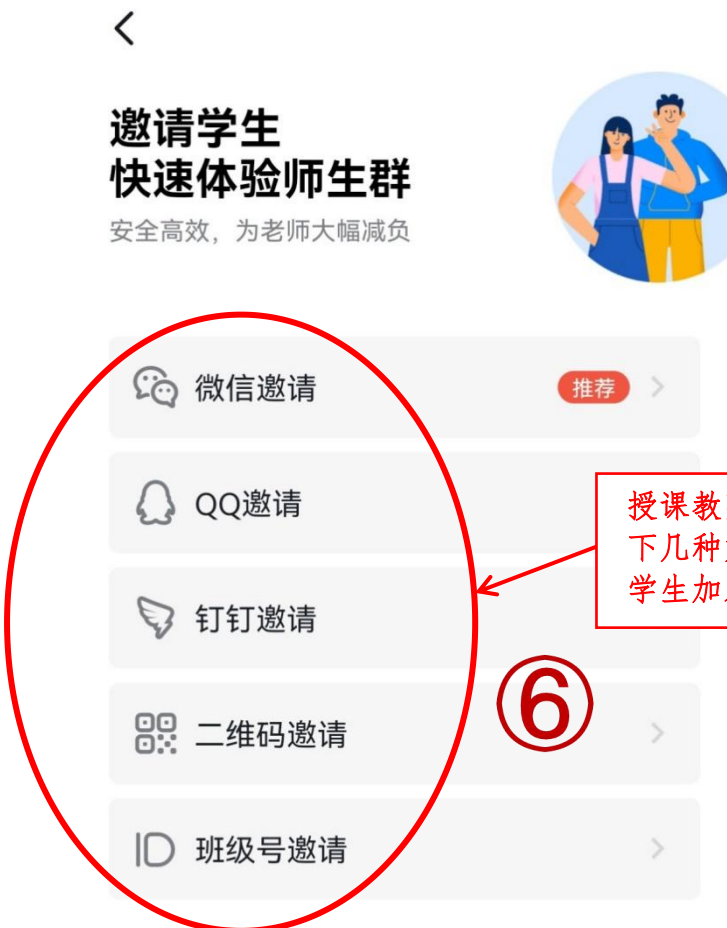 邀请学生
快速体验师生群
安全高效，为老师大幅减负
微信邀请
推荐
QQ邀请
授课教
下几种
学生加
钉钉邀请
⑥
二维码邀请
ID 班级号邀请